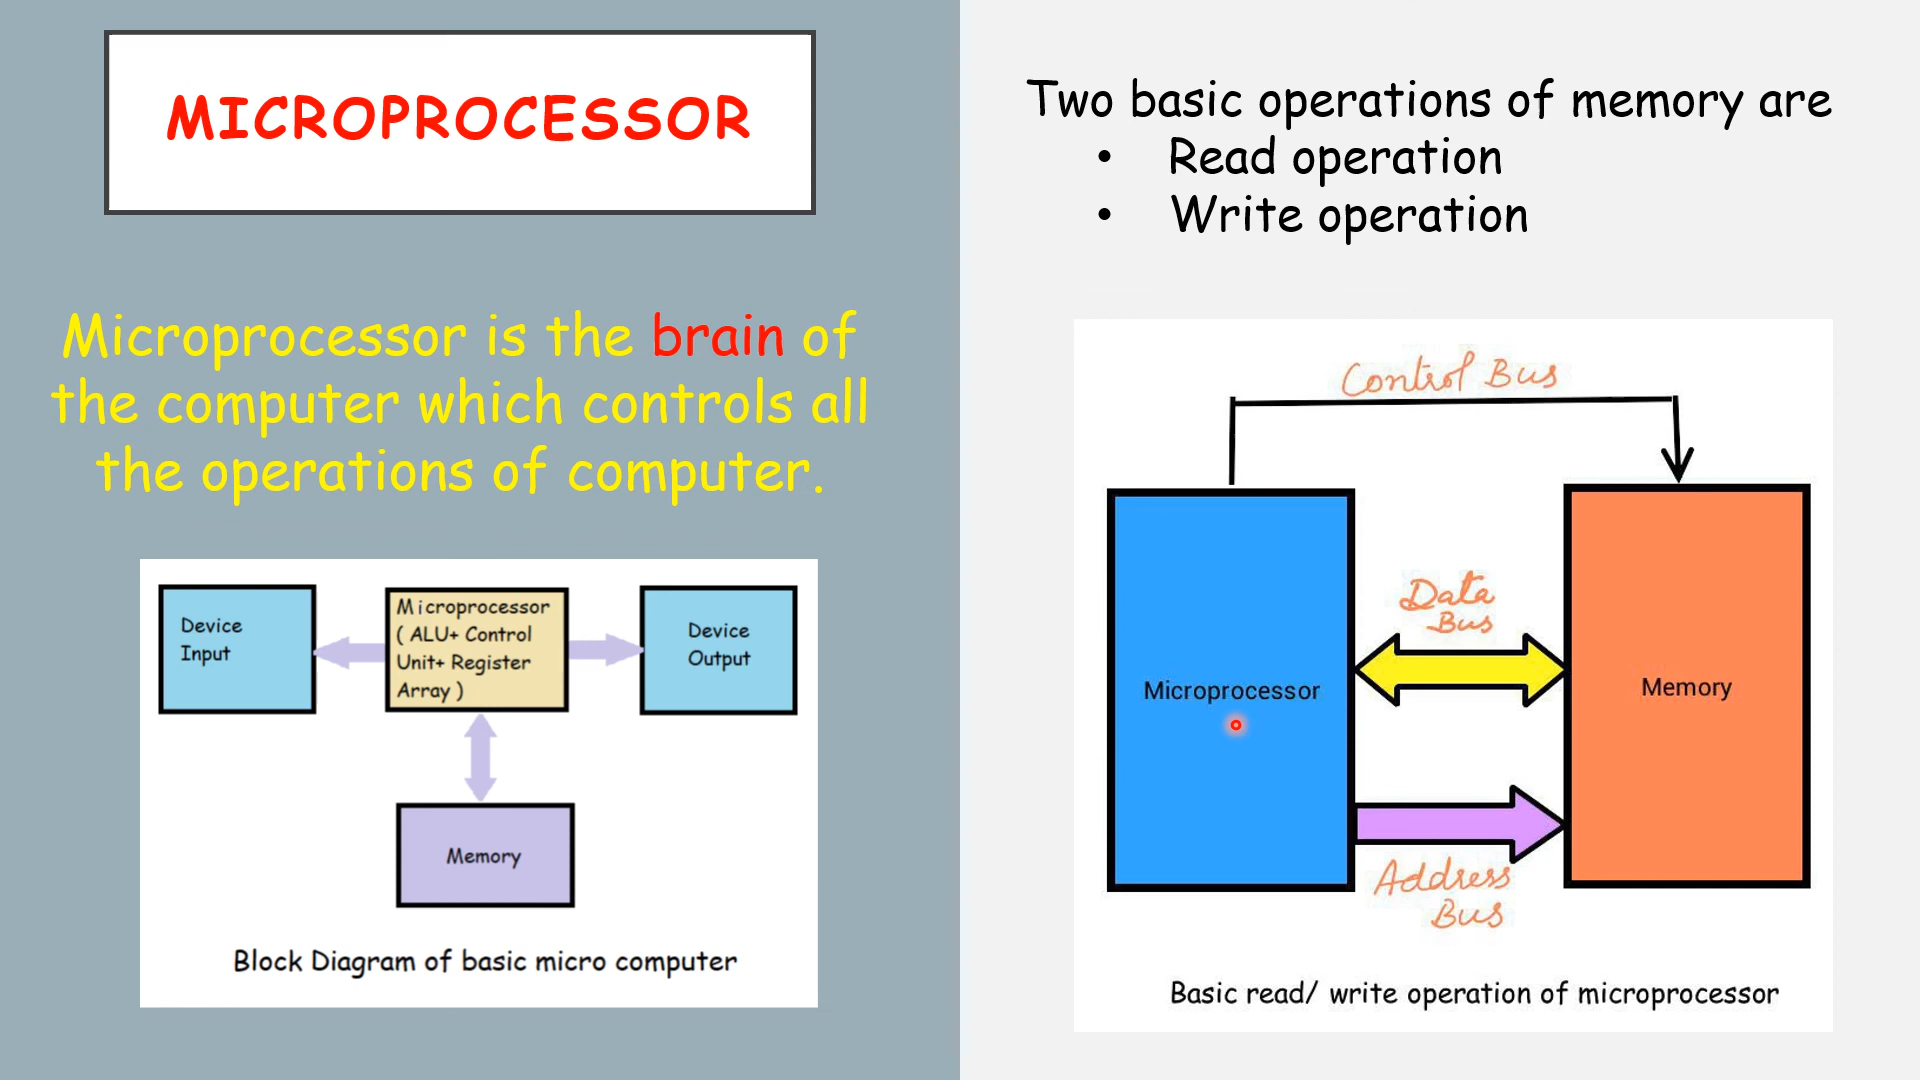 MICROPROCESSOR
Microprocessor is the brain of
the computer which controls all
the operations of computer.
Device
Input
Microprocessor
( ALU+ Control
Unit+ Register
Array )
Device
Output
Memory
Block Diagram of basic micro computer
Two basic operations of memory are
• Read operation
• Write operation
Control Bus
Data
Bus
Microprocessor
Memory
Address
Bus
Basic read/ write operation of microprocessor